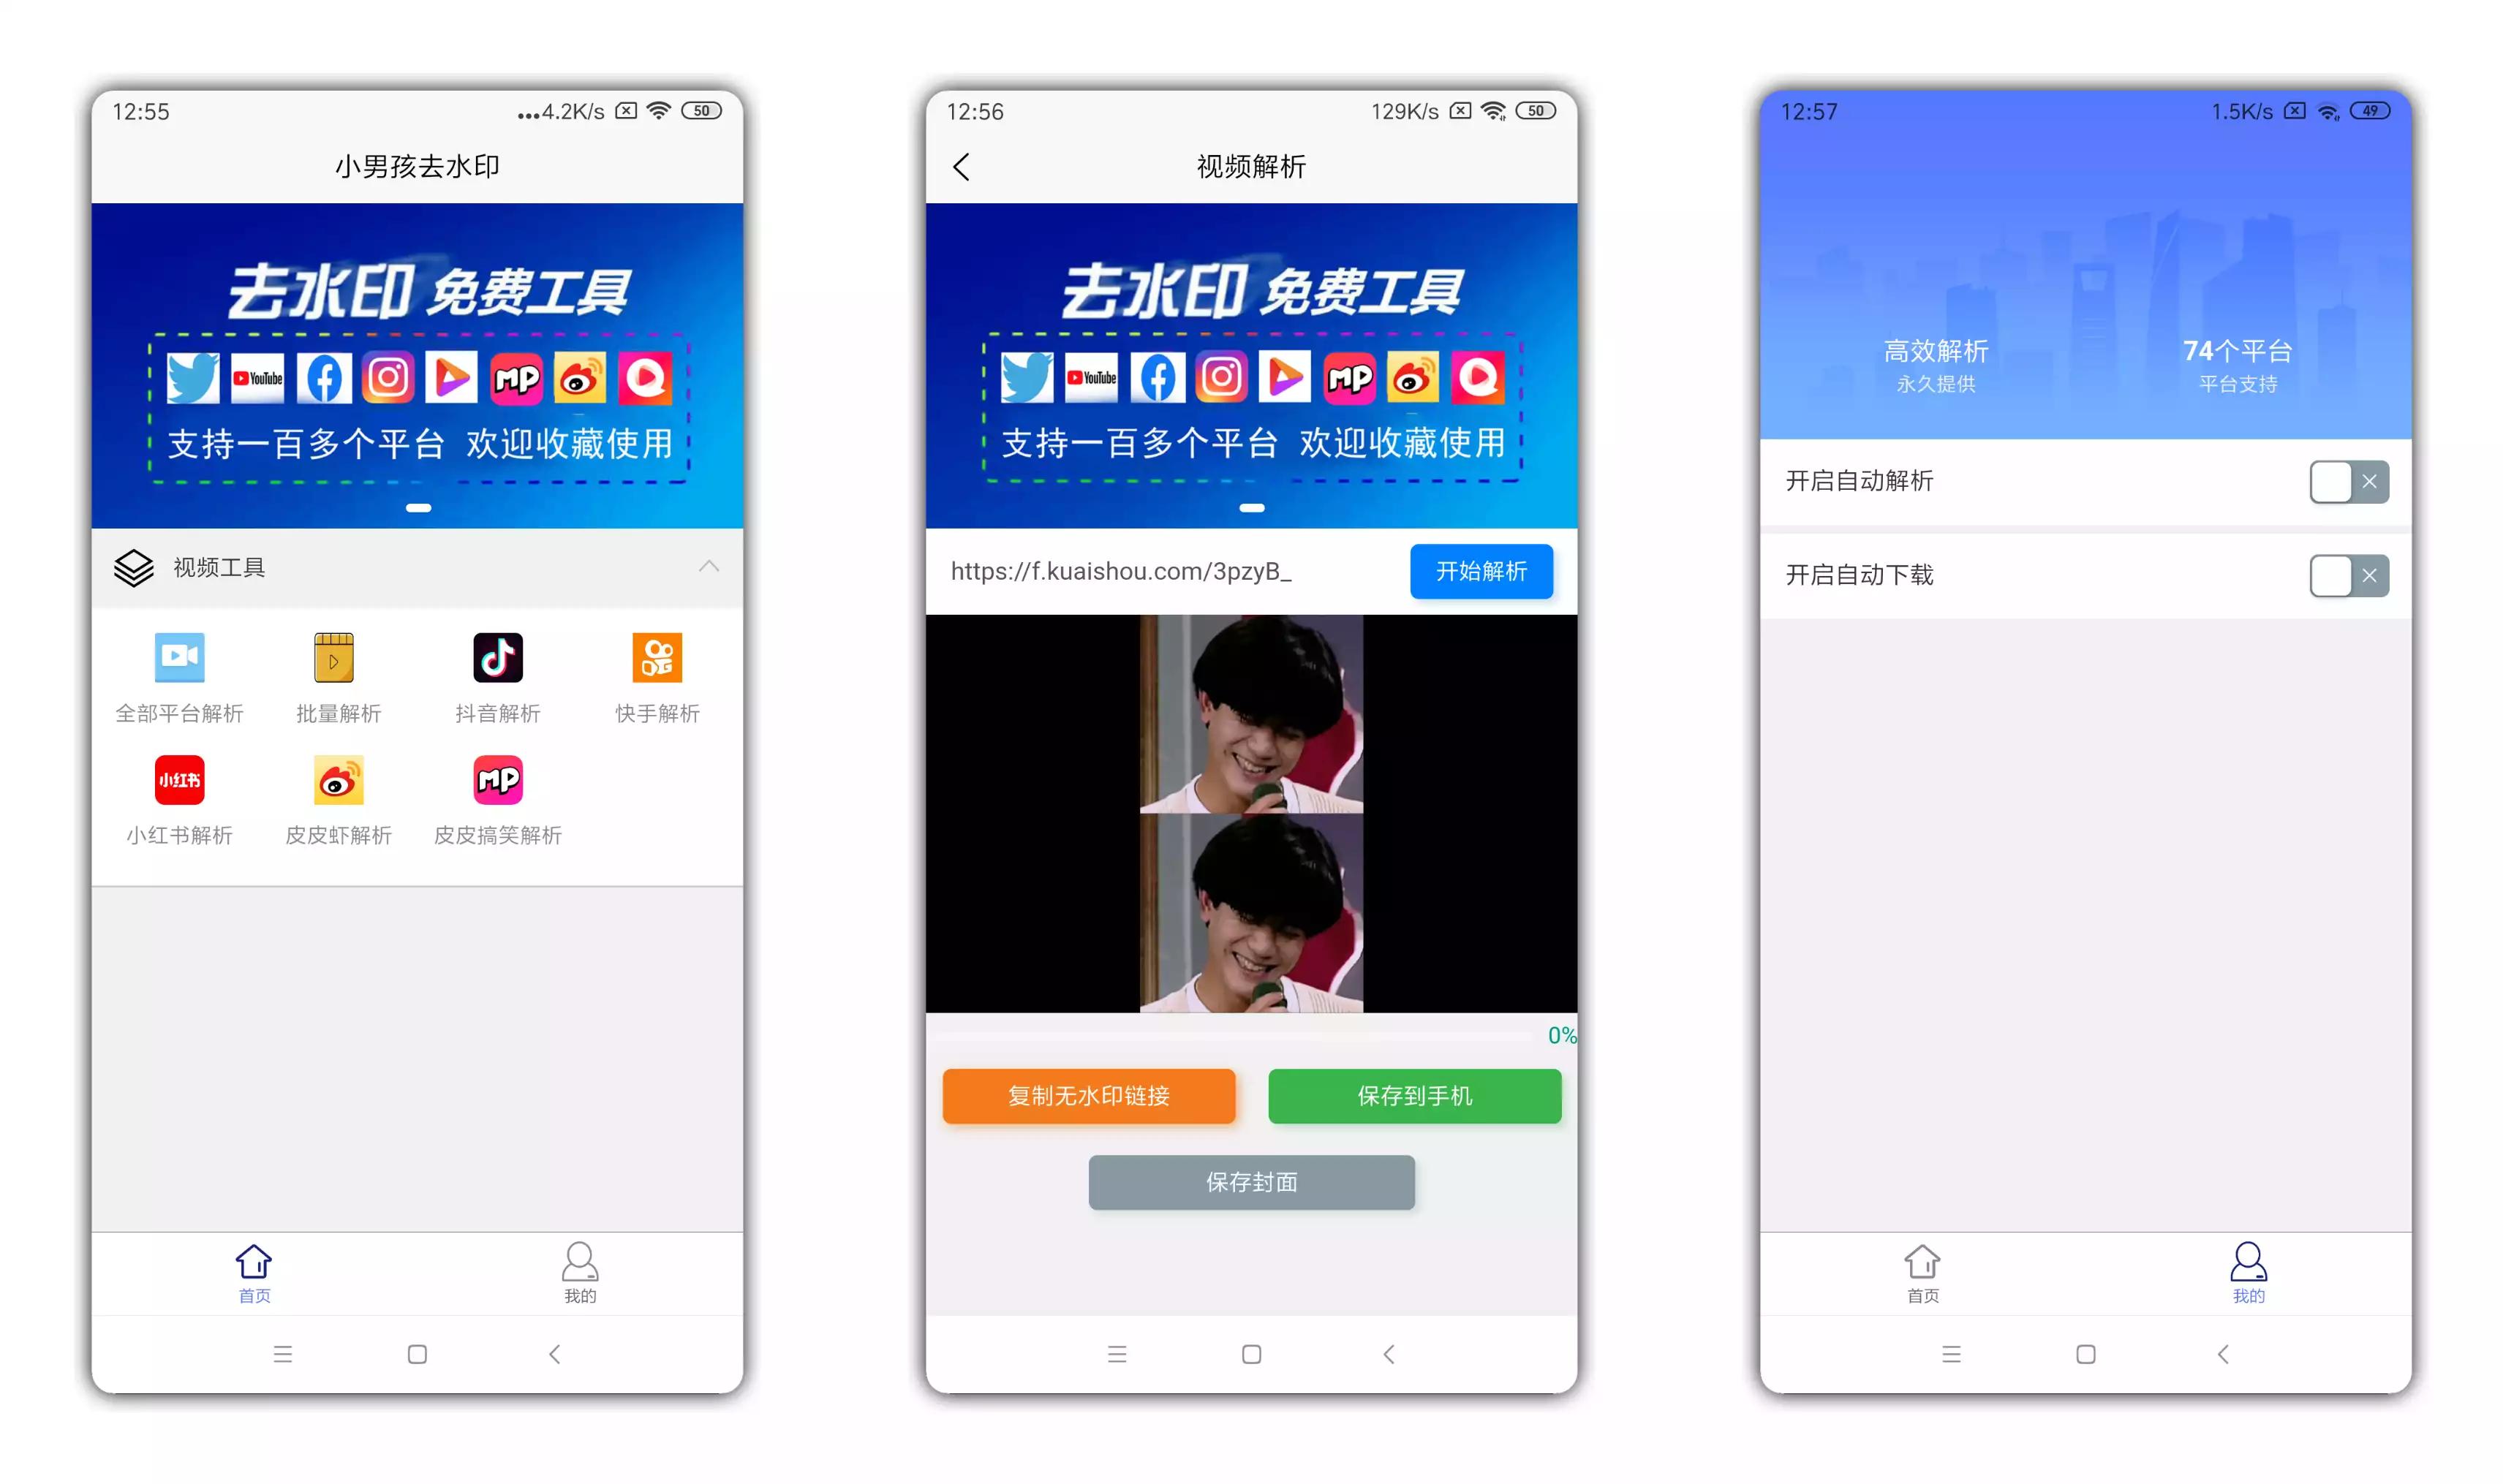 12:55
...4.2K/s
50
小男孩去水印
去水印 免费工具
YouTube
MP
支持一百多个平台 欢迎收藏使用
视频工具
全部平台解析
批量解析
抖音解析
快手解析
小红书
MP
小红书解析
皮皮虾解析
皮皮搞笑解析
首页
我的
12:56
129K/s
50
视频解析
去水印 免费工具
YouTube
MP
支持一百多个平台 欢迎收藏使用
https://f.kuaishou.com/3pzyB_
开始解析
0%
复制无水印链接
保存到手机
保存封面
12:57
1.5K/s
49
高效解析
永久提供
74个平台
平台支持
开启自动解析
开启自动下载
首页
我的